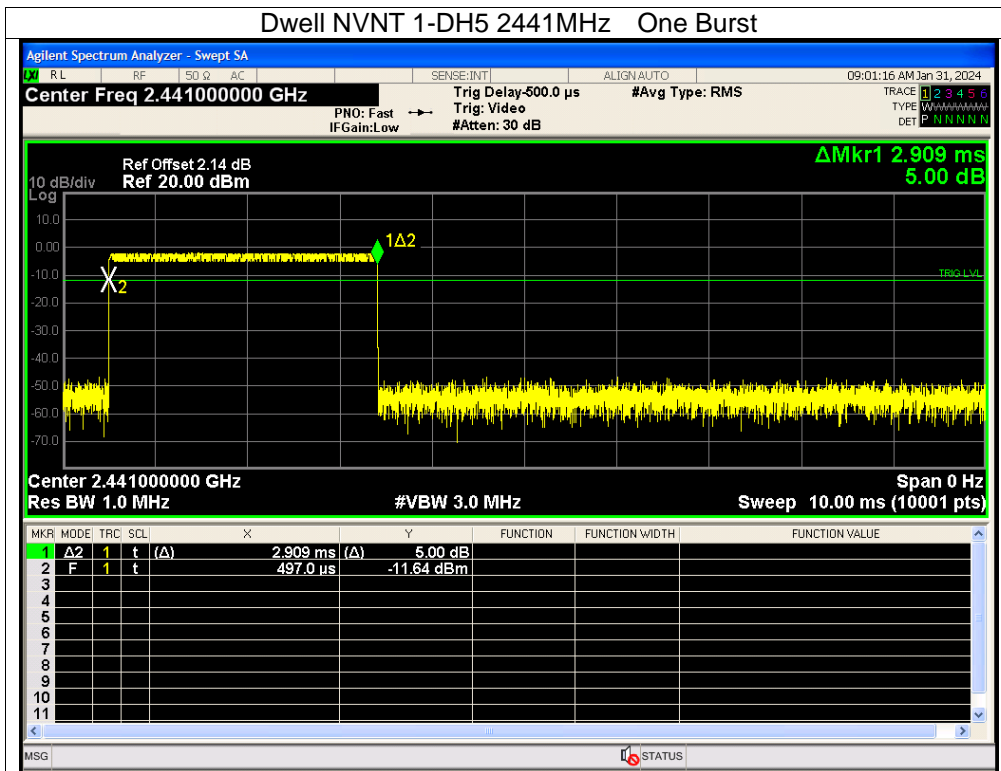 Dwell NVNT 1-DH5 2441MHz One Burst
Agilent Spectrum Analyzer - Swept SA
LXI RL RF 50 Ω AC SENSE:INT ALIGN AUTO 09:01:16 AM Jan 31, 2024
Center Freq 2.441000000 GHz Trig Delay-500.0 µs #Avg Type: RMS TRACE 1 2 3 4 5 6
PNO: Fast Trig: Video TYPE WWWWWW
IFGain:Low #Atten: 30 dB DET P N N N N N
ΔMkr1 2.909 ms
5.00 dB
Ref Offset 2.14 dB
10 dB/div Ref 20.00 dBm
Log
10.0
0.00
-10.0
-20.0
-30.0
-40.0
-50.0
-60.0
-70.0
1Δ2
2
TRIG LVL
Center 2.441000000 GHz Span 0 Hz
Res BW 1.0 MHz #VBW 3.0 MHz Sweep 10.00 ms (10001 pts)
MKR MODE TRC SCL X Y FUNCTION FUNCTION WIDTH FUNCTION VALUE
1 Δ2 1 t (Δ) 2.909 ms (Δ) 5.00 dB
2 F 1 t 497.0 µs -11.64 dBm
3
4
5
6
7
8
9
10
11
MSG STATUS